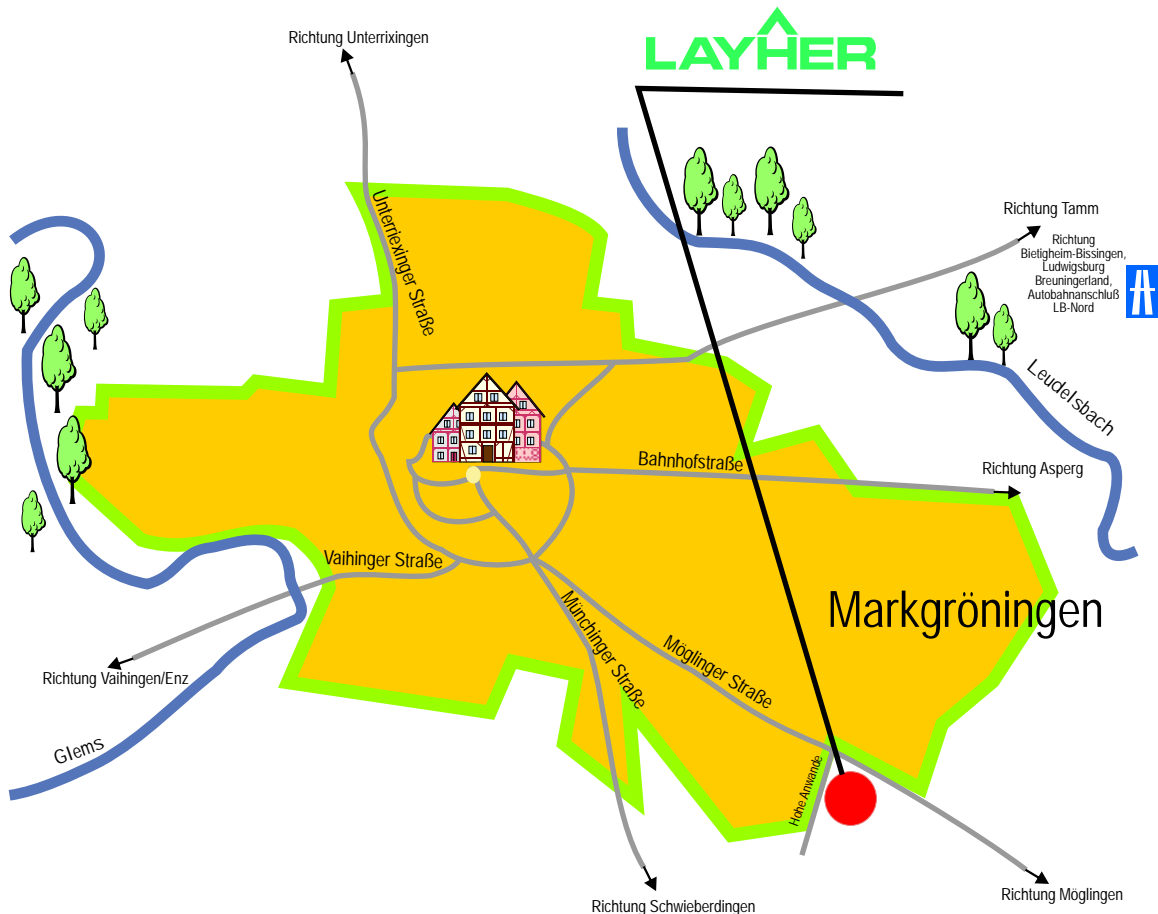 LAYHER
Richtung Unterrixingen
Unterriexinger Straße
Richtung Tamm
Richtung
Bietigheim-Bissingen,
Ludwigsburg
Breuningerland,
Autobahnanschluß
LB-Nord
Leudelsbach
Bahnhofstraße
Richtung Asperg
Vaihinger Straße
Münchinger Straße
Möglinger Straße
Markgröningen
Richtung Vaihingen/Enz
Glems
Hohe Anwande
Richtung Möglingen
Richtung Schwieberdingen